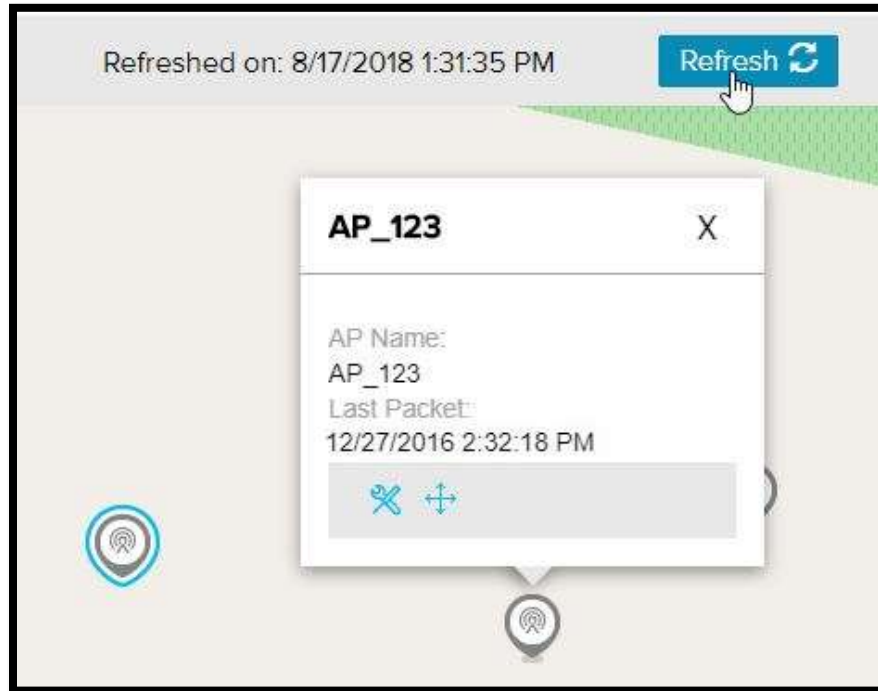 Refreshed on: 8/17/2018 1:31:35 PM
Refresh
AP_123
X
AP Name:
AP_123
Last Packet:
12/27/2016 2:32:18 PM